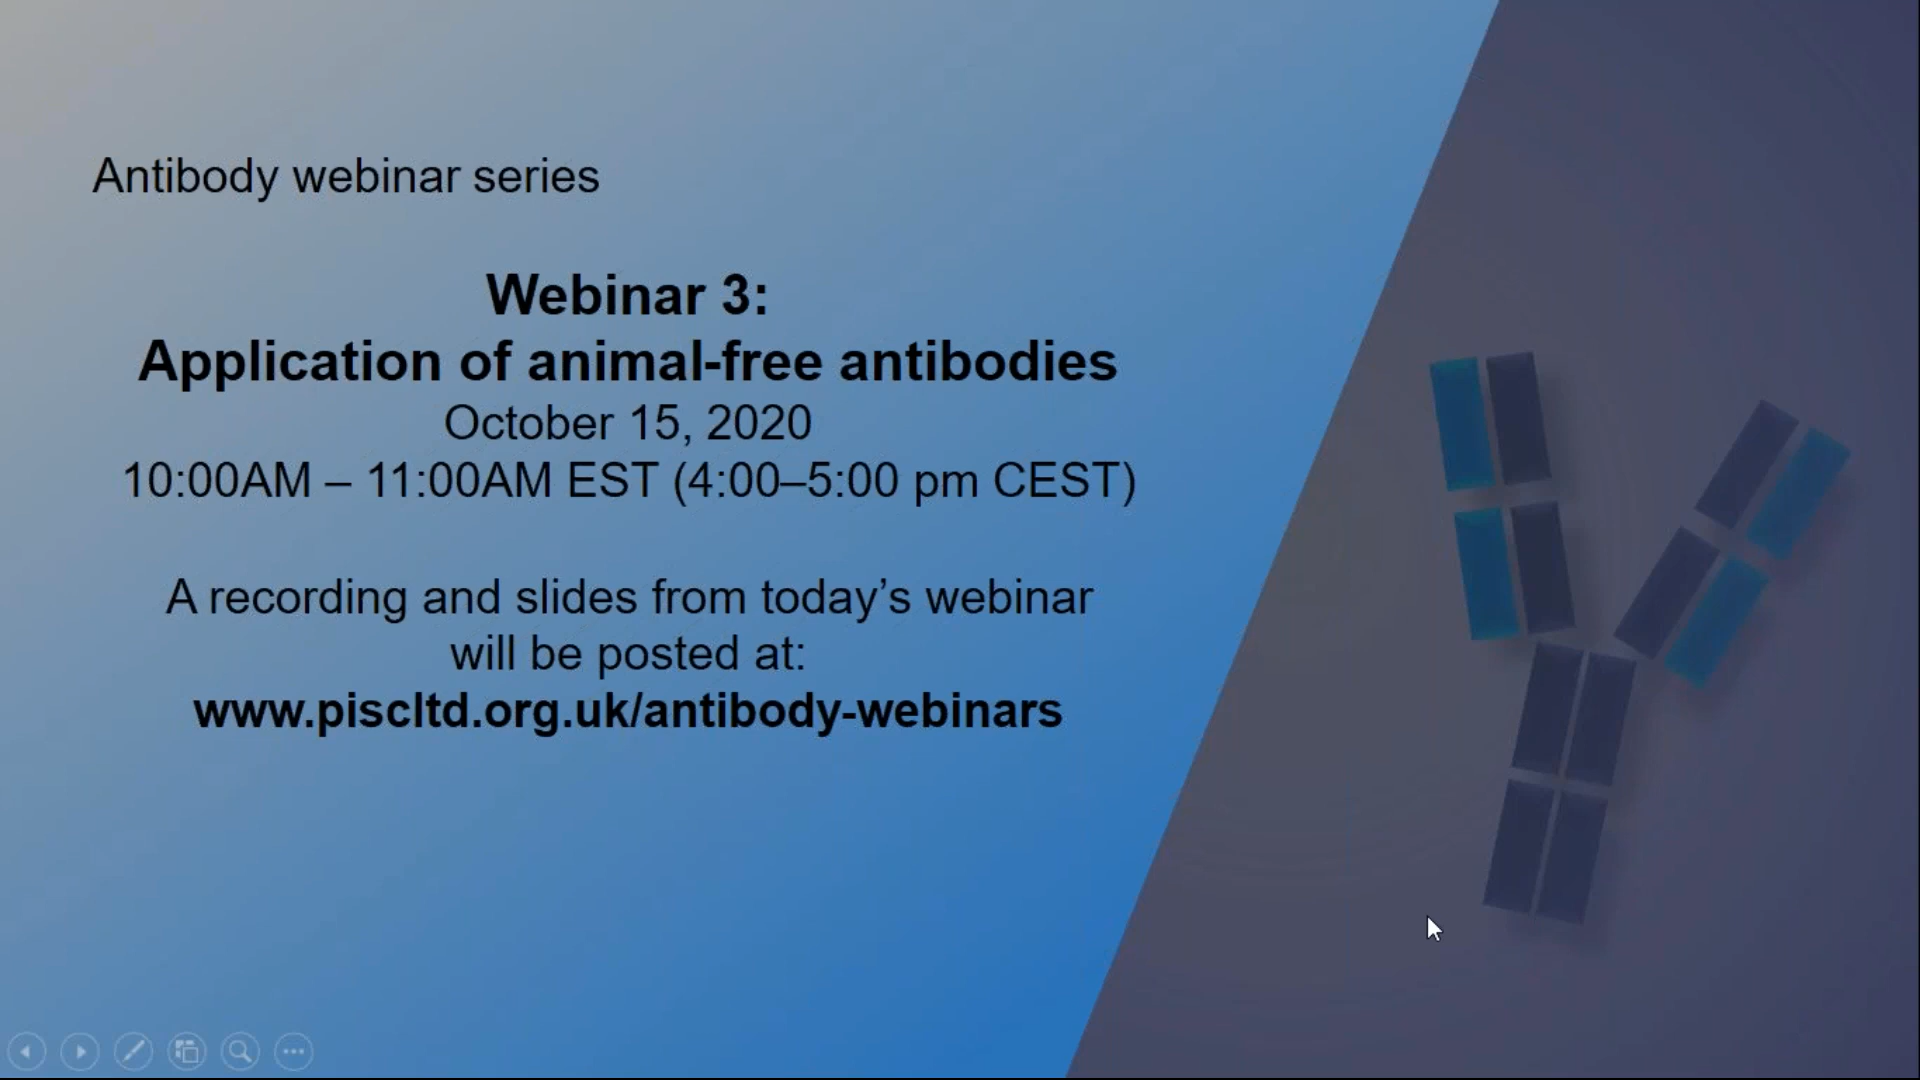 Antibody webinar series
Webinar 3:
Application of animal-free antibodies
October 15, 2020
10:00AM – 11:00AM EST (4:00–5:00 pm CEST)
A recording and slides from today’s webinar
will be posted at:
www.piscltd.org.uk/antibody-webinars